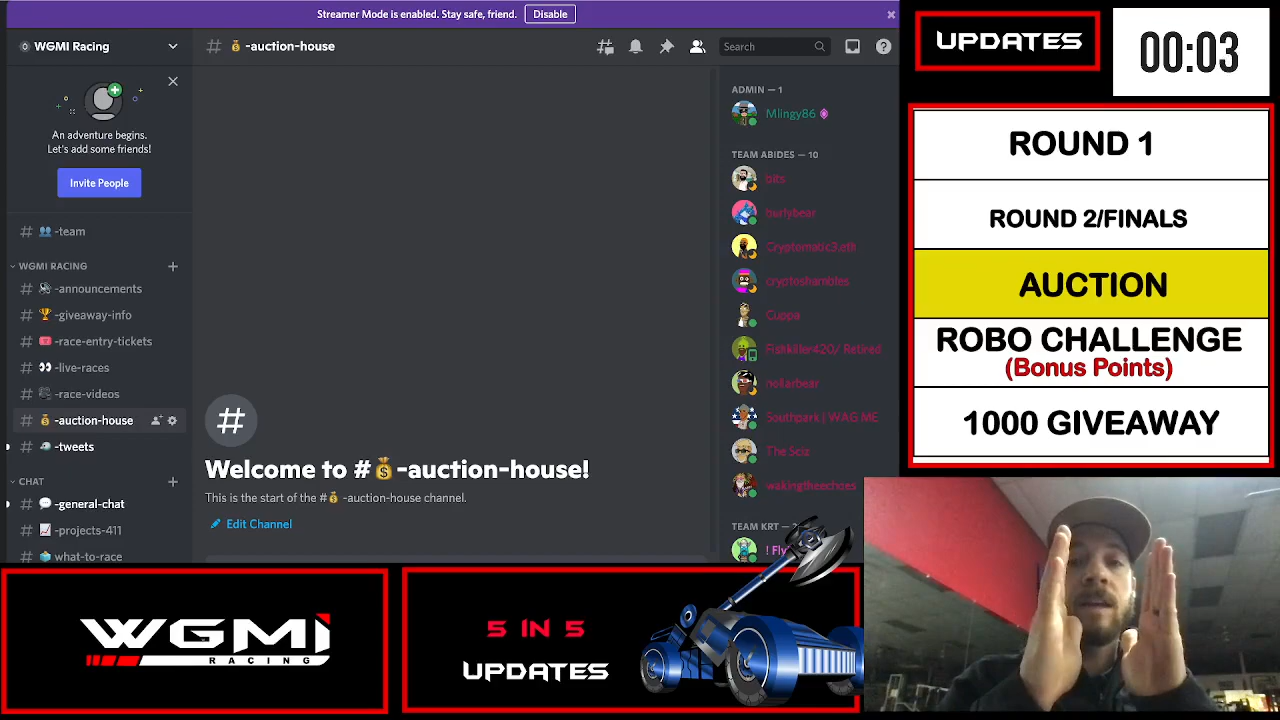 Streamer Mode is enabled. Stay safe, friend. Disable
WGMI Racing
-auction-house
Search
An adventure begins.
Let's add some friends!
Invite People
-team
WGMI RACING
-announcements
-giveaway-info
-race-entry-tickets
-live-races
-race-videos
-auction-house
-tweets
CHAT
-general-chat
-projects-411
what-to-race
Welcome to #💰-auction-house!
This is the start of the #💰-auction-house channel.
Edit Channel
ADMIN — 1
Mlingy86
TEAM ABIDES — 10
bits
burlybear
Cryptomatic3.eth
cryptoshambles
Cuppa
Fishkiller420/ Retired
nollarbear
Southpark | WAG ME
The Sciz
wakingtheechoes
TEAM KRT —
! Fly
UPDATES
00:03
ROUND 1
ROUND 2/FINALS
AUCTION
ROBO CHALLENGE
(Bonus Points)
1000 GIVEAWAY
WGMI
RACING
5 IN 5
UPDATES